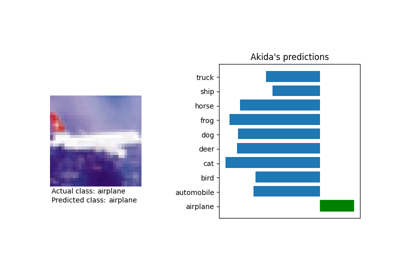 Akida's predictions
truck
ship
horse
frog
dog
deer
cat
bird
automobile
airplane
Actual class: airplane
Predicted class: airplane